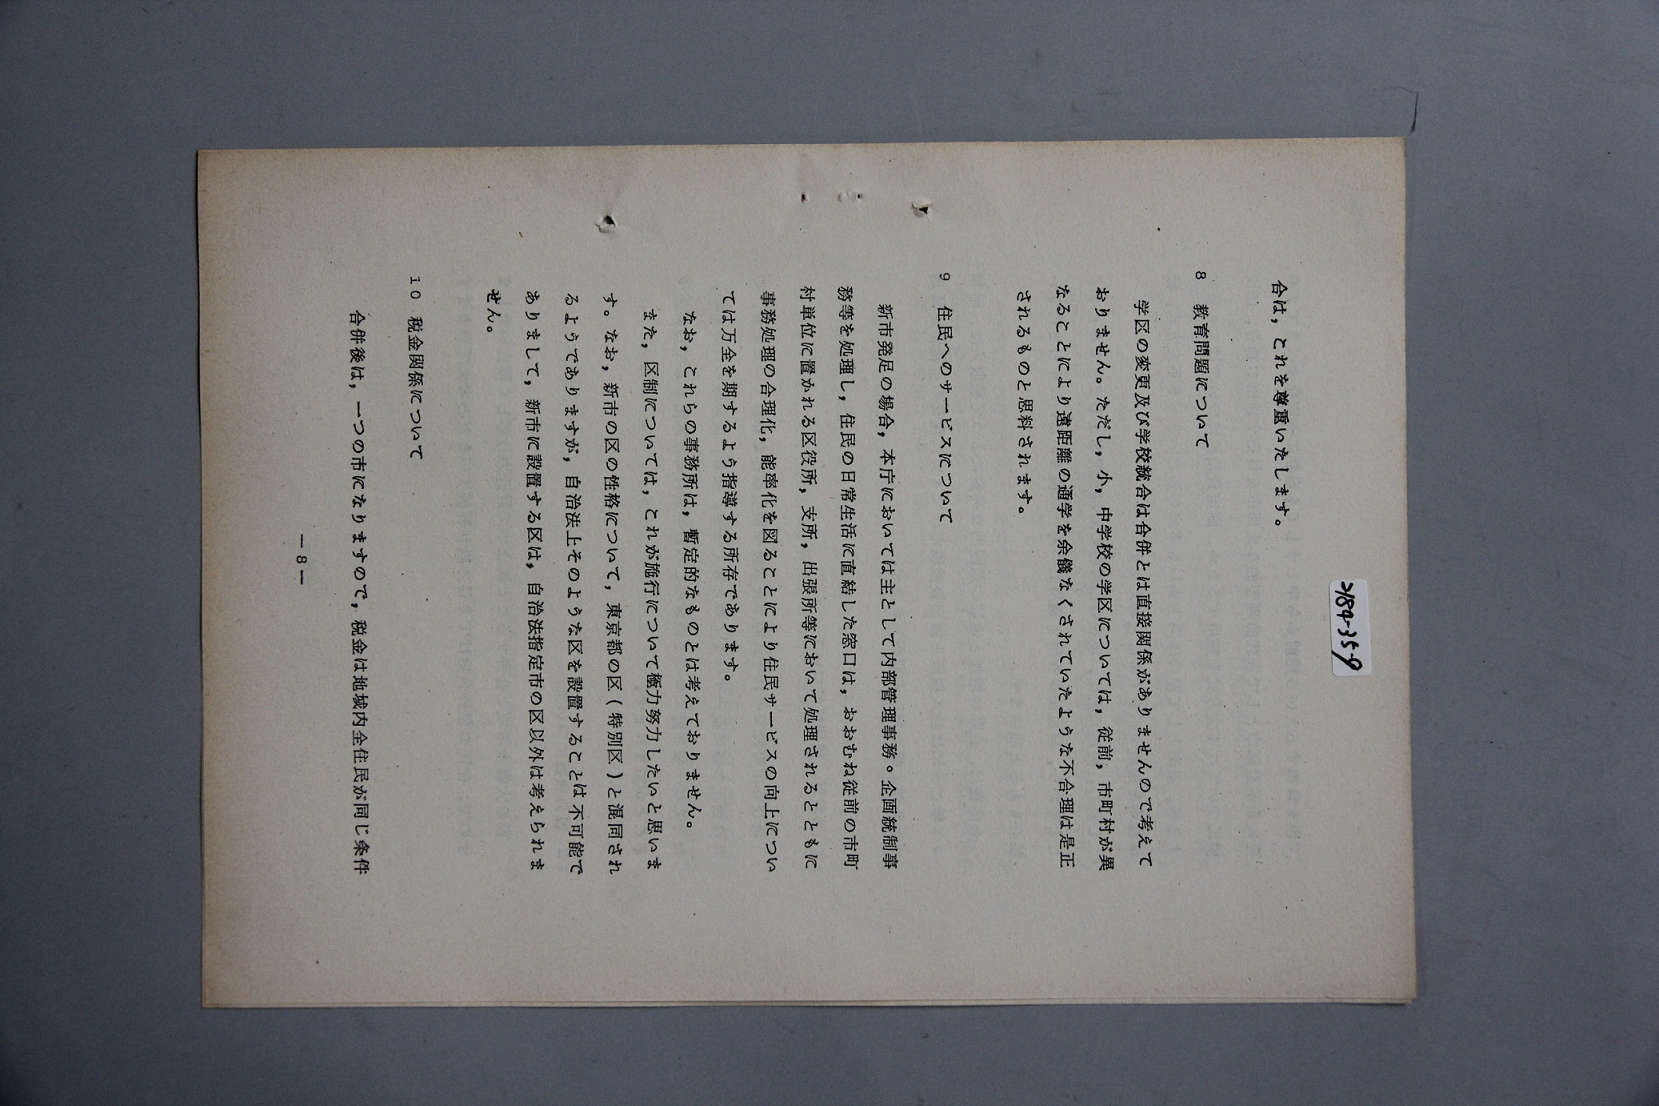 2184-359
合は，これを尊重いたします。
8　教育問題について
学区の変更及び学校統合は合併とは直接関係がありませんので考えて
おりません。ただし，小，中学校の学区については，従前，市町村が異
なることにより遠距離の通学を余儀なくされていたような不合理は是正
されるものと思料されます。
9　住民へのサービスについて
新市発足の場合，本庁においては主として内部管理事務。企画統制事
務等を処理し，住民の日常生活に直結した窓口は，おおむね従前の市町
村単位に置かれる区役所，支所，出張所等において処理されるとともに
事務処理の合理化，能率化を図ることにより住民サービスの向上につい
ては万全を期するよう指導する所存であります。
なお，これらの事務所は，暫定的なものとは考えておりません。
また，区制については，これが施行について極力努力したいと思いま
す。なお，新市の区の性格について，東京都の区（特別区）と混同され
るようでありますが，自治法上そのような区を設置することは不可能で
ありまして，新市に設置する区は，自治法指定市の区以外は考えられま
せん。
10　税金関係について
合併後は，一つの市になりますので，税金は地域内全住民が同じ条件
— 8 —